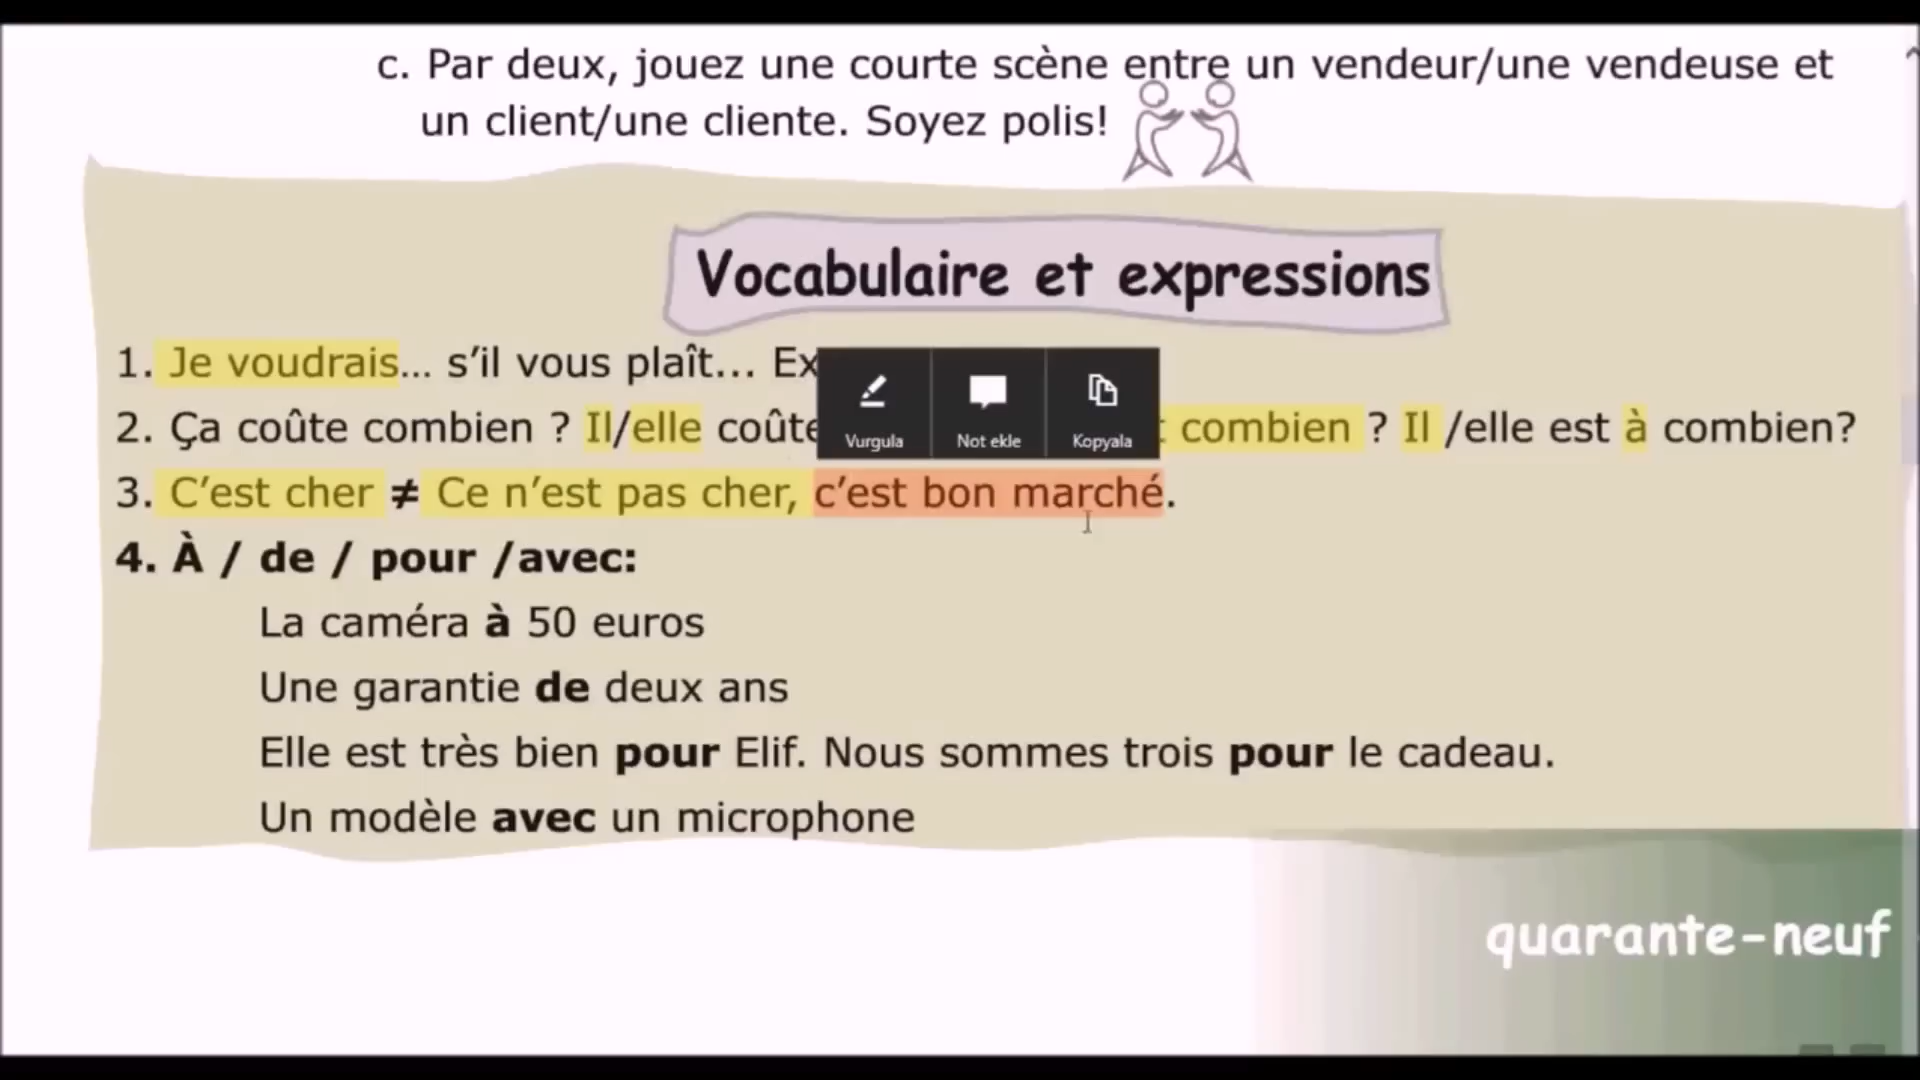 c. Par deux, jouez une courte scène entre un vendeur/une vendeuse et
un client/une cliente. Soyez polis!
Vocabulaire et expressions
1. Je voudrais... s’il vous plaît... Ex
2. Ça coûte combien ? Il/elle coûte combien ? Il /elle est à combien?
Vurgula Not ekle Kopyala
3. C’est cher ≠ Ce n’est pas cher, c’est bon marché.
4. À / de / pour /avec:
La caméra à 50 euros
Une garantie de deux ans
Elle est très bien pour Elif. Nous sommes trois pour le cadeau.
Un modèle avec un microphone
quarante-neuf